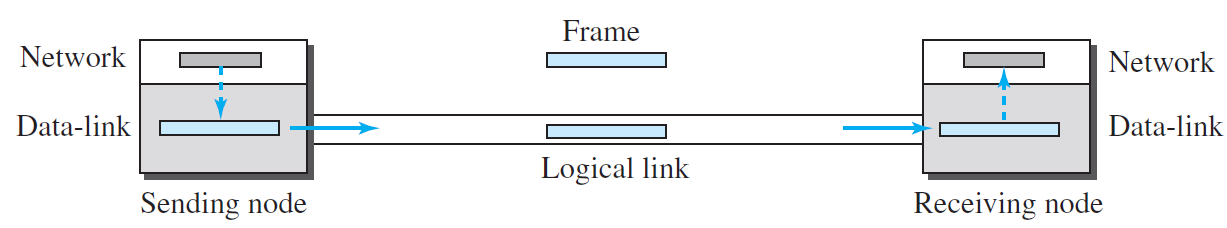 Frame
Network
Network
Data-link
Data-link
Logical link
Sending node
Receiving node